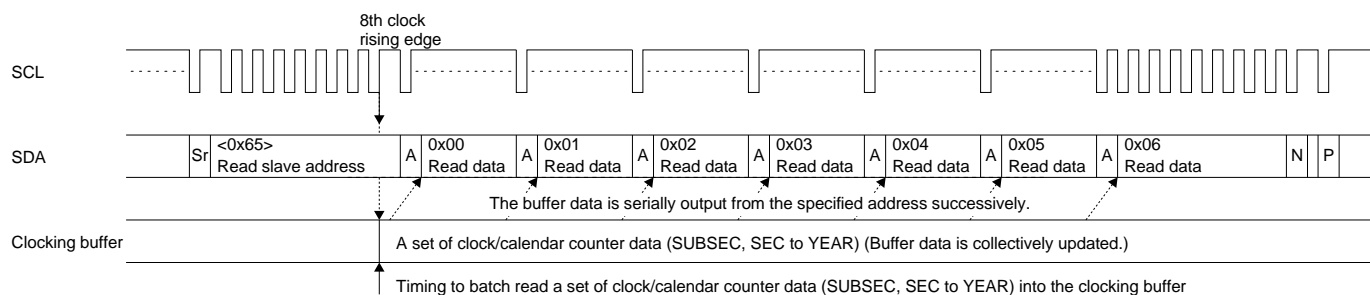 8th clock
rising edge
SCL
SDA
Sr
<0x65>
Read slave address
A
0x00
Read data
A
0x01
Read data
A
0x02
Read data
A
0x03
Read data
A
0x04
Read data
A
0x05
Read data
A
0x06
Read data
N
P
The buffer data is serially output from the specified address successively.
Clocking buffer
A set of clock/calendar counter data (SUBSEC, SEC to YEAR) (Buffer data is collectively updated.)
Timing to batch read a set of clock/calendar counter data (SUBSEC, SEC to YEAR) into the clocking buffer